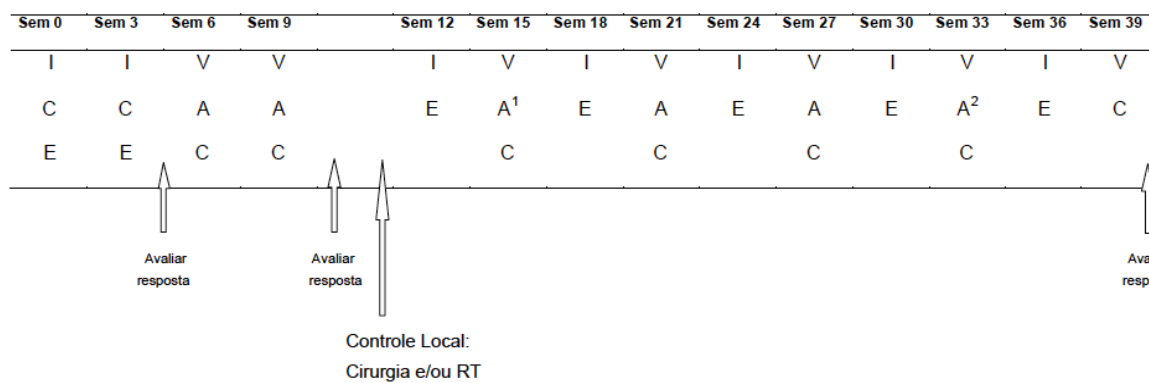 Sem 0 Sem 3 Sem 6 Sem 9 Sem 12 Sem 15 Sem 18 Sem 21 Sem 24 Sem 27 Sem 30 Sem 33 Sem 36 Sem 39
I I V V I V I V I V I V I V
C C A A E A¹ E A E A E A² E C
E E C C C C C C
Avaliar Avaliar Ava
resposta resposta resp
Controle Local:
Cirurgia e/ou RT